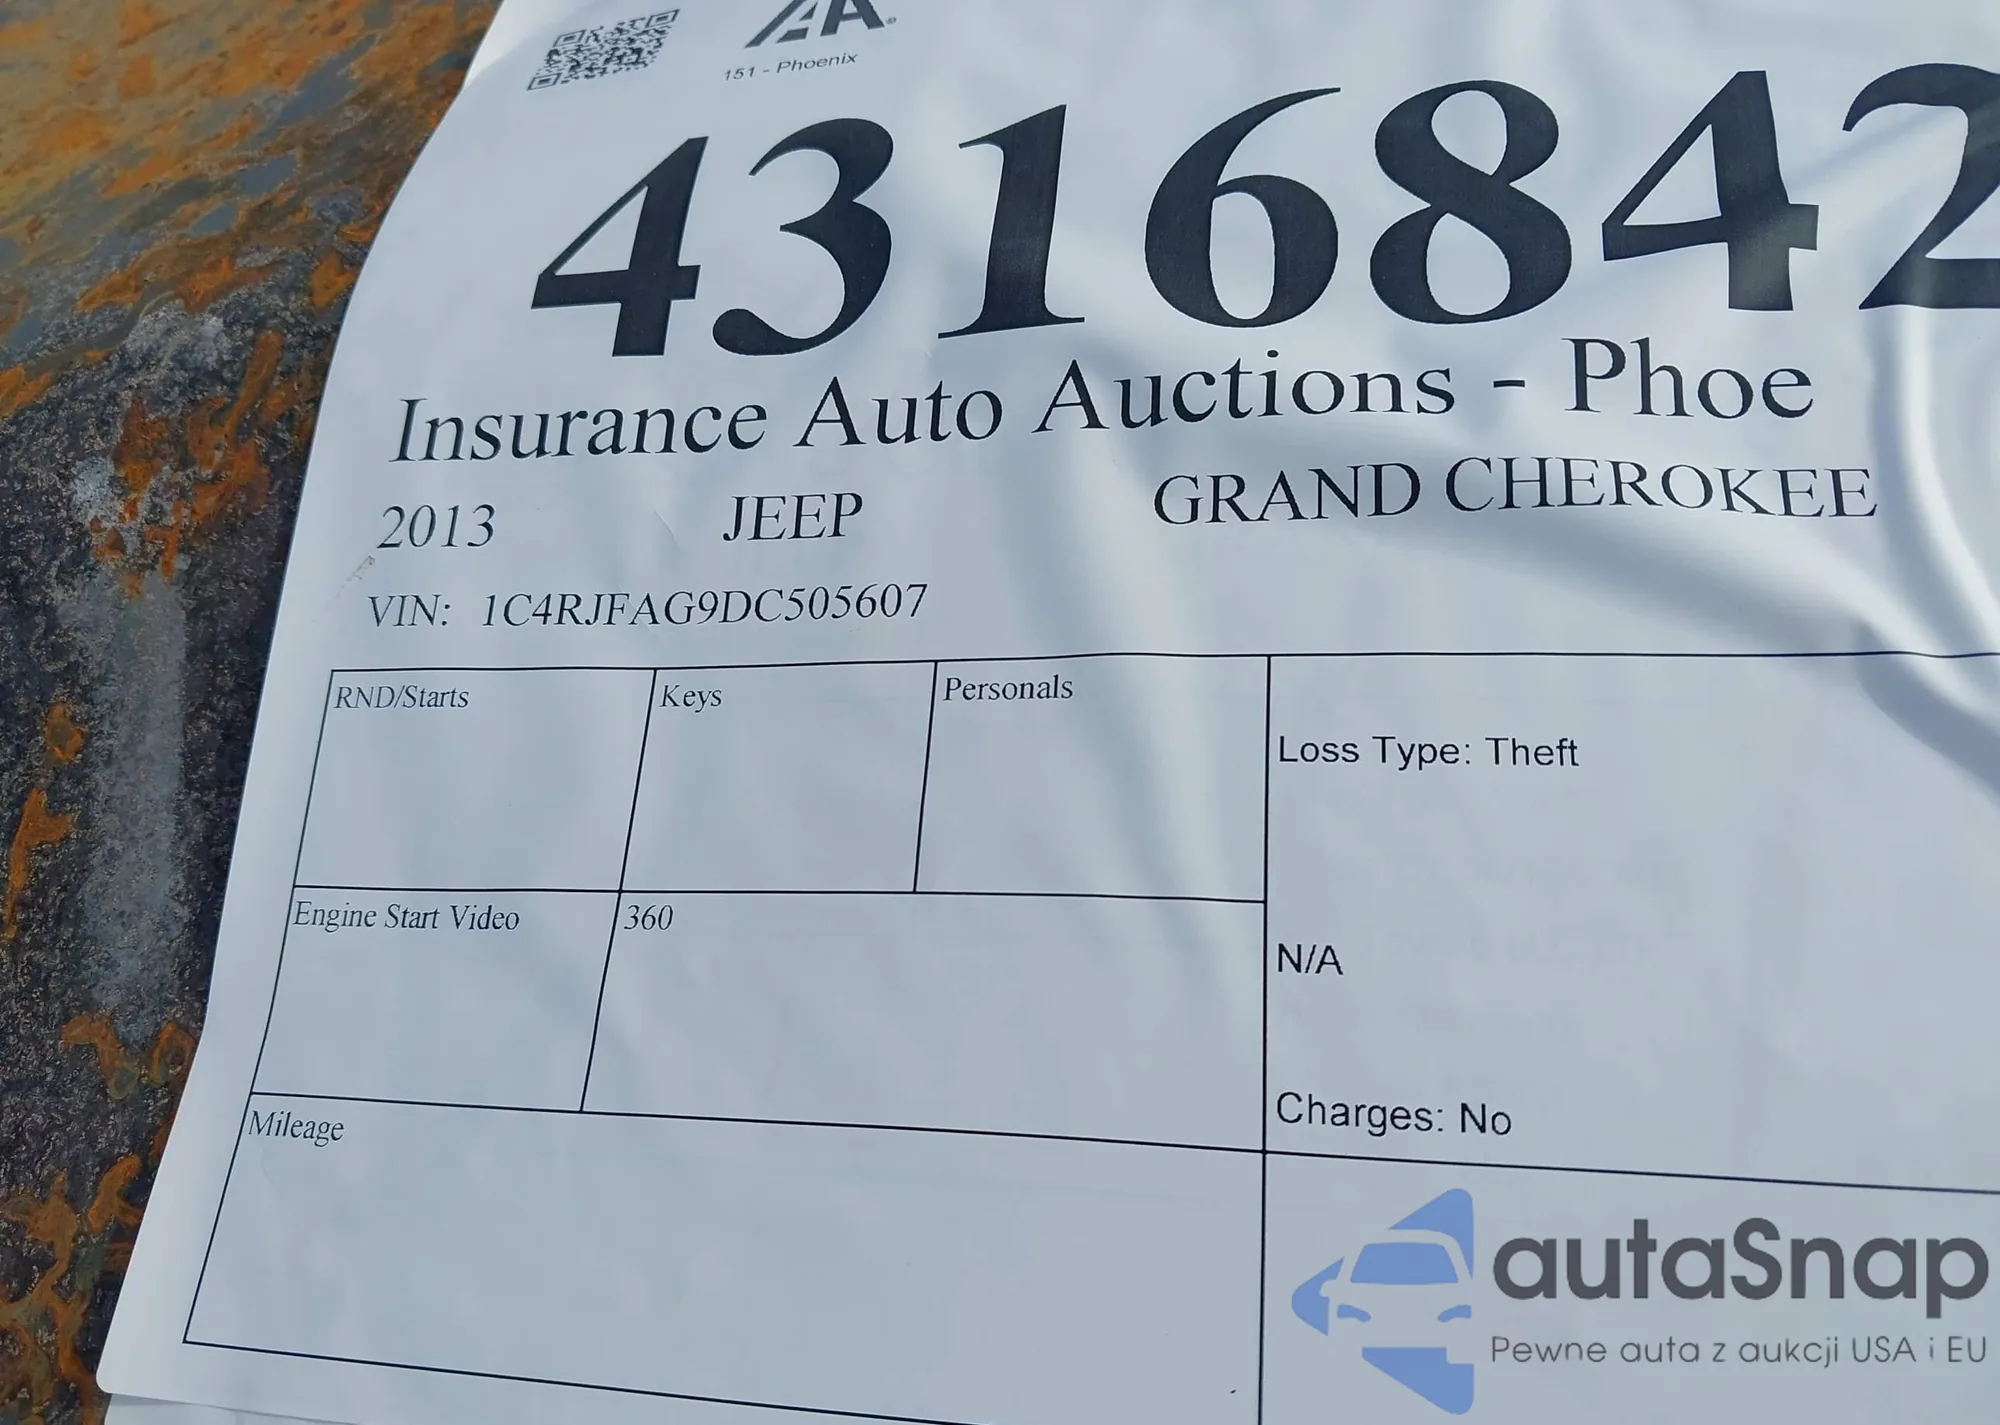 IAA
151 - Phoenix
4316842
Insurance Auto Auctions - Phoe
2013 JEEP GRAND CHEROKEE
VIN: 1C4RJFAG9DC505607
RND/Starts Keys Personals
Loss Type: Theft
Engine Start Video 360
N/A
Charges: No
Mileage
autaSnap
Pewne auta z aukcji USA i EU